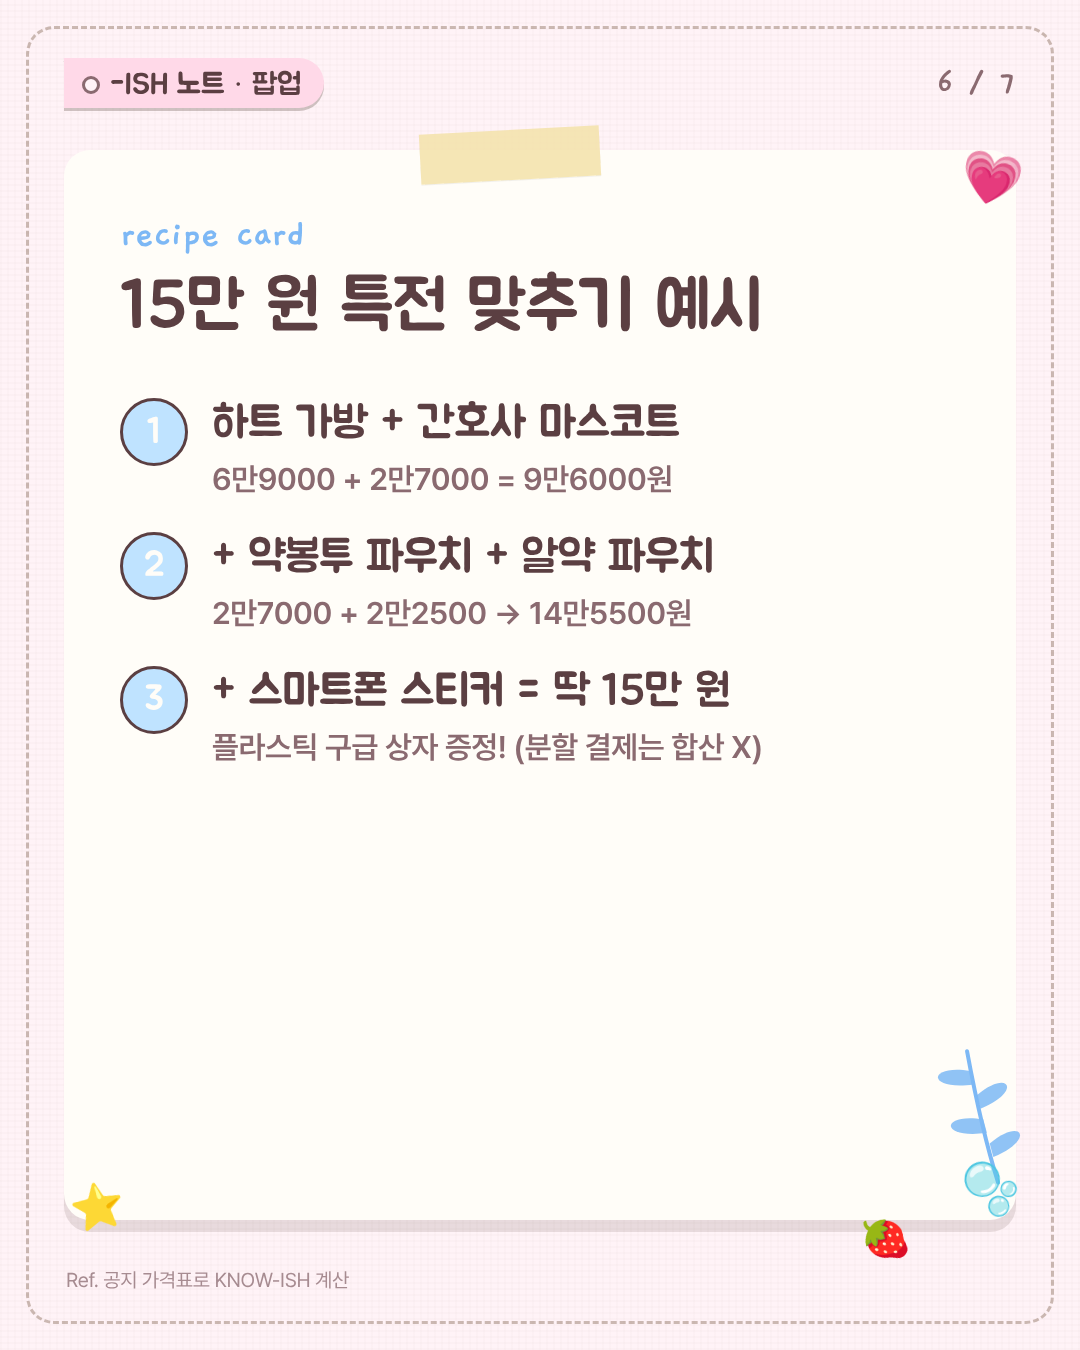 -ISH 노트 · 팝업
6 / 7
recipe card
15만 원 특전 맞추기 예시
1
하트 가방 + 간호사 마스코트
6만9000 + 2만7000 = 9만6000원
2
+ 약봉투 파우치 + 알약 파우치
2만7000 + 2만2500 → 14만5500원
3
+ 스마트폰 스티커 = 딱 15만 원
플라스틱 구급 상자 증정! (분할 결제는 합산 X)
Ref. 공지 가격표로 KNOW-ISH 계산